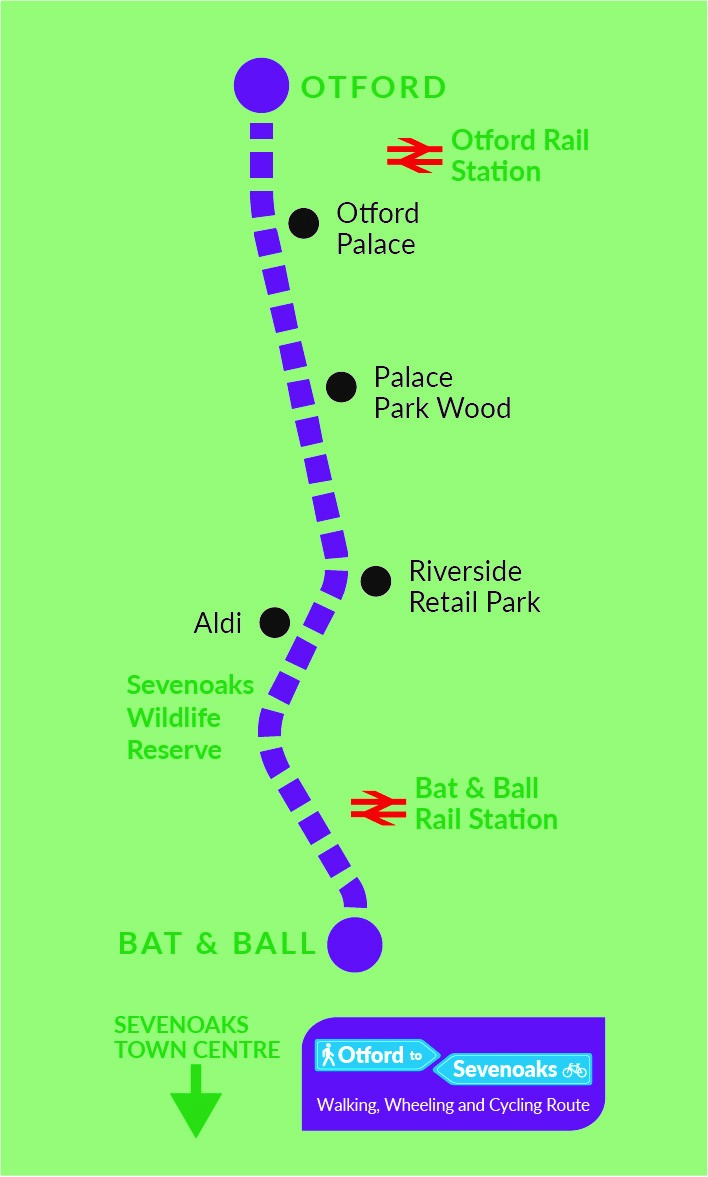 OTFORD
Otford Rail
Station
Otford
Palace
Palace
Park Wood
Riverside
Retail Park
Aldi
Sevenoaks
Wildlife
Reserve
Bat & Ball
Rail Station
BAT & BALL
SEVENOAKS
TOWN CENTRE
Otford to
Sevenoaks
Walking, Wheeling and Cycling Route